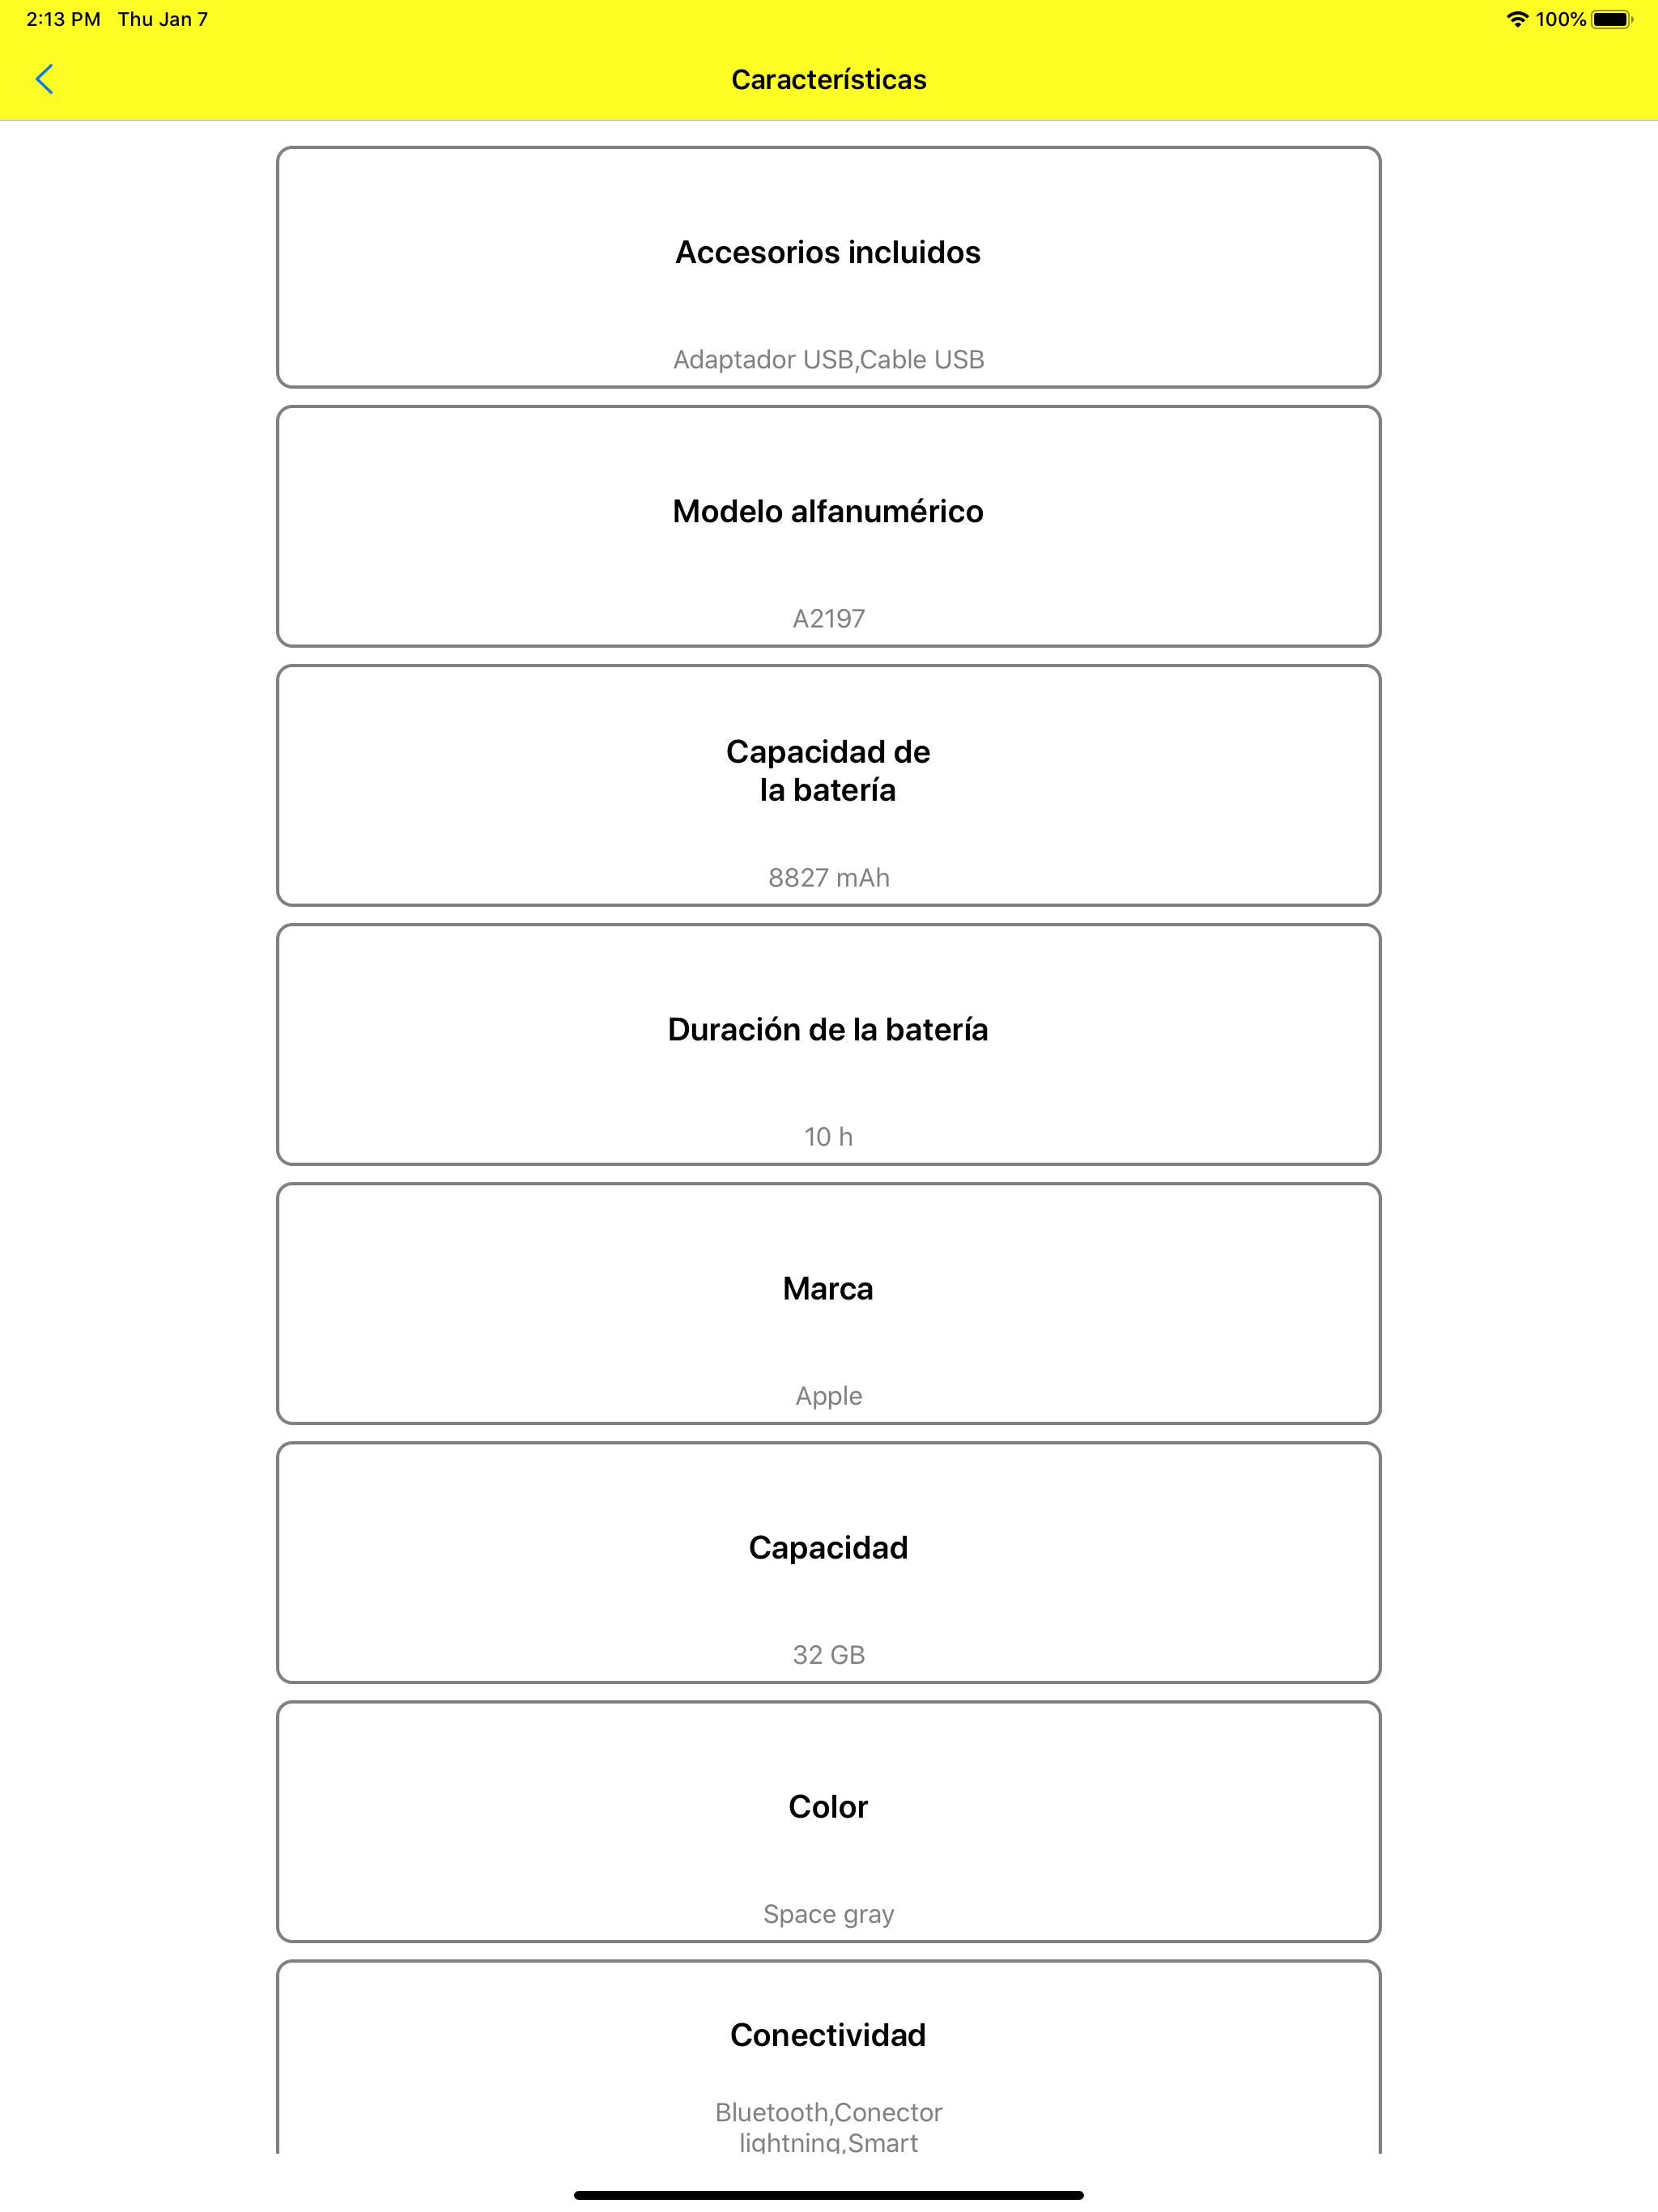 2:13 PM Thu Jan 7
100%
Características
Accesorios incluidos
Adaptador USB,Cable USB
Modelo alfanumérico
A2197
Capacidad de
la batería
8827 mAh
Duración de la batería
10 h
Marca
Apple
Capacidad
32 GB
Color
Space gray
Conectividad
Bluetooth,Conector
lightning,Smart